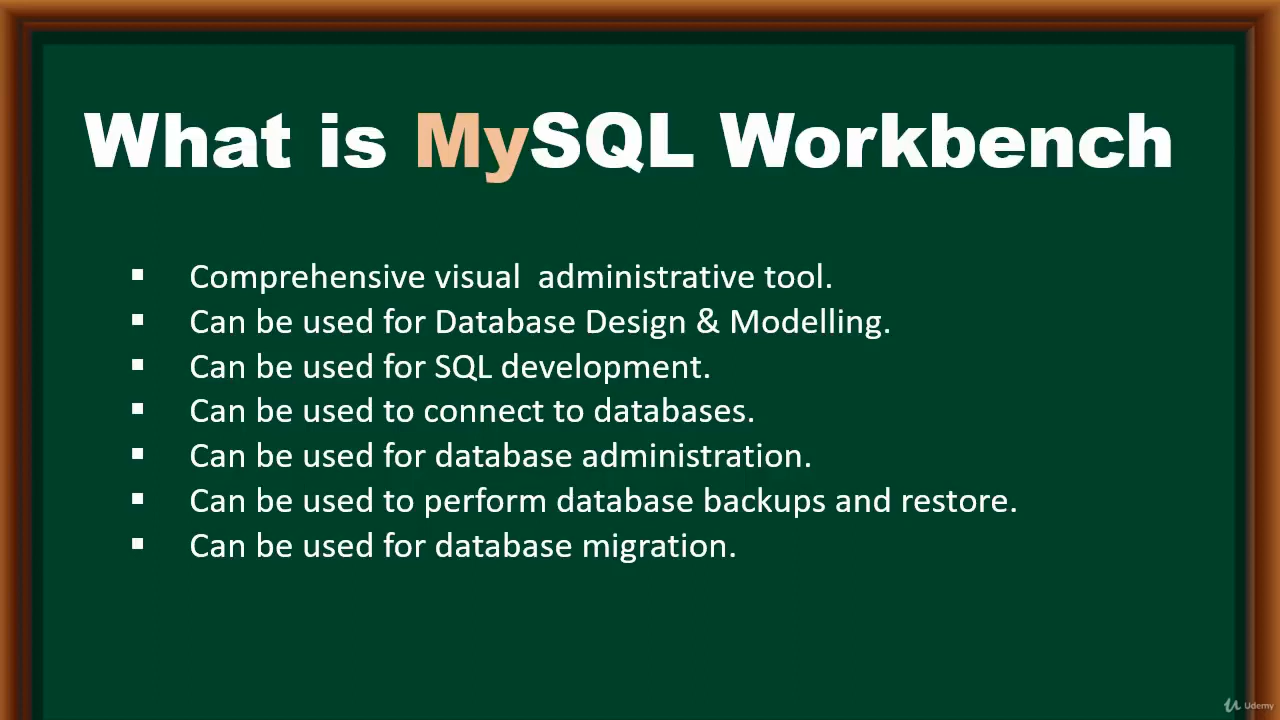 What is MySQL Workbench
▪ Comprehensive visual  administrative tool.
▪ Can be used for Database Design & Modelling.
▪ Can be used for SQL development.
▪ Can be used to connect to databases.
▪ Can be used for database administration.
▪ Can be used to perform database backups and restore.
▪ Can be used for database migration.
Udemy